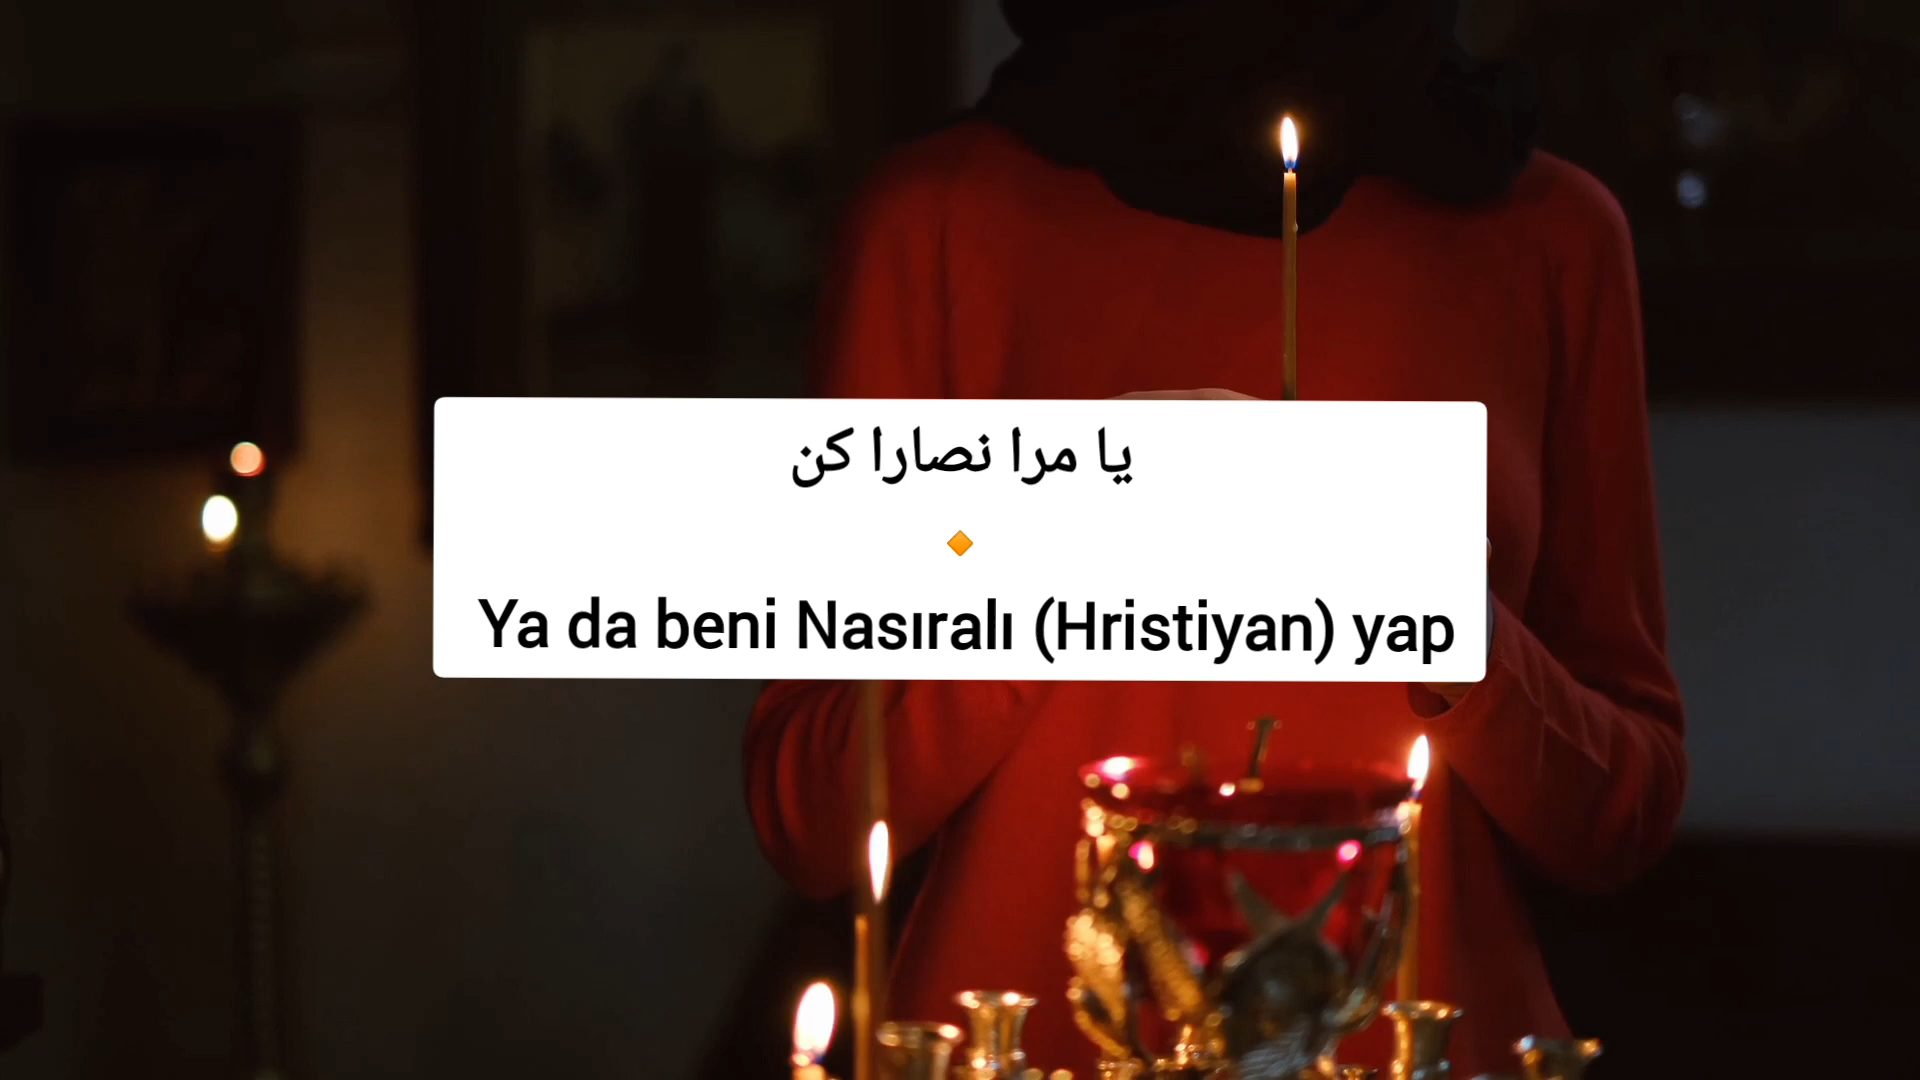 یا مرا نصارا کن
Ya da beni Nasıralı (Hristiyan) yap